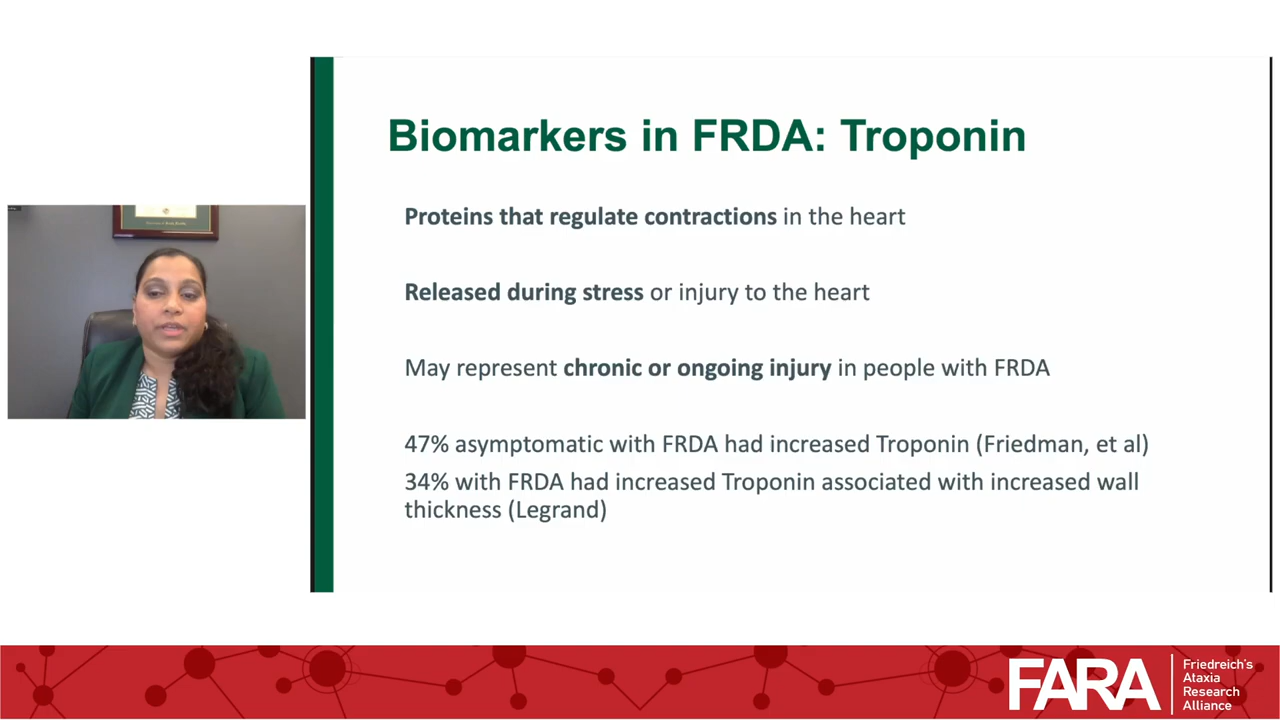 Biomarkers in FRDA: Troponin
Proteins that regulate contractions in the heart
Released during stress or injury to the heart
May represent chronic or ongoing injury in people with FRDA
47% asymptomatic with FRDA had increased Troponin (Friedman, et al)
34% with FRDA had increased Troponin associated with increased wall
thickness (Legrand)
FARA
Friedreich's
Ataxia
Research
Alliance